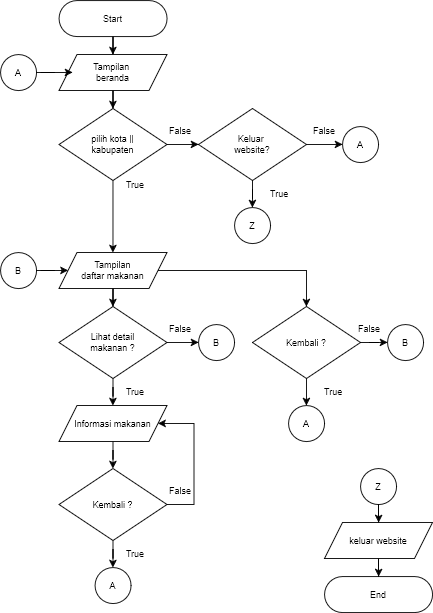 Start
A
Tampilan
beranda
pilih kota ||
kabupaten
False
Keluar
website?
False
A
True
True
Z
B
Tampilan
daftar makanan
Lihat detail
makanan ?
False
B
Kembali ?
False
B
True
True
Informasi makanan
A
Kembali ?
False
Z
True
keluar website
A
End